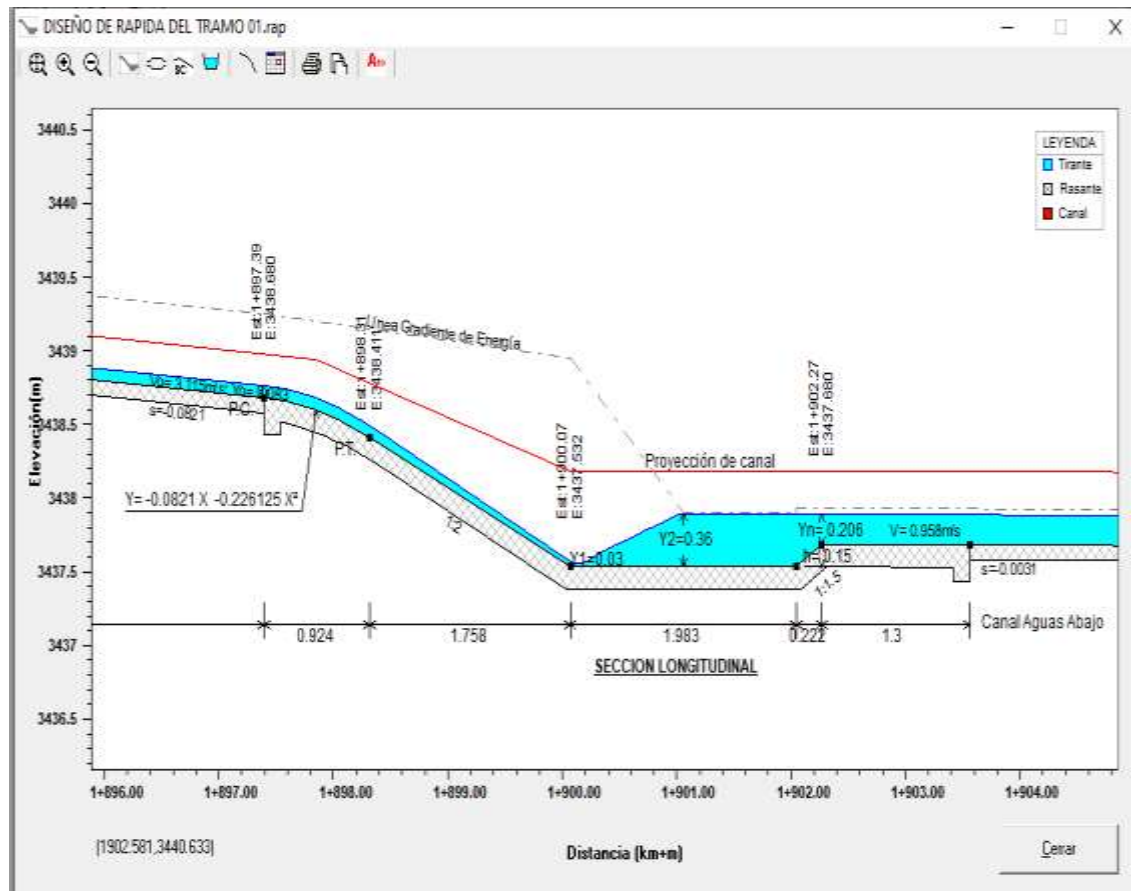 DISEÑO DE RAPIDA DEL TRAMO 01.rap
3440.5
3440
3439.5
3439
3438.5
3438
3437.5
3437
3436.5
Elevación(m)
LEYENDA
Tirante
Rasante
Canal
Est:1+897.39
E:3438.680
Est:1+898.31
E:3438.411
Línea Gradiente de Energía
s=-0.0821
P.C.
P.T.
Y= -0.0821 X -0.226125 X²
1:2
Est:1+900.07
E:3437.532
Proyección de canal
Est:1+902.27
E:3437.680
Y1=0.03
Y2=0.36
Yn= 0.206
V= 0.958m/s
h=0.15
1:1.5
s=-0.0031
0.924
1.758
1.983
0.222
1.3
Canal Aguas Abajo
SECCION LONGITUDINAL
1+896.00
1+897.00
1+898.00
1+899.00
1+900.00
1+901.00
1+902.00
1+903.00
1+904.00
(1902.581,3440.633)
Distancia (km+m)
Cerrar